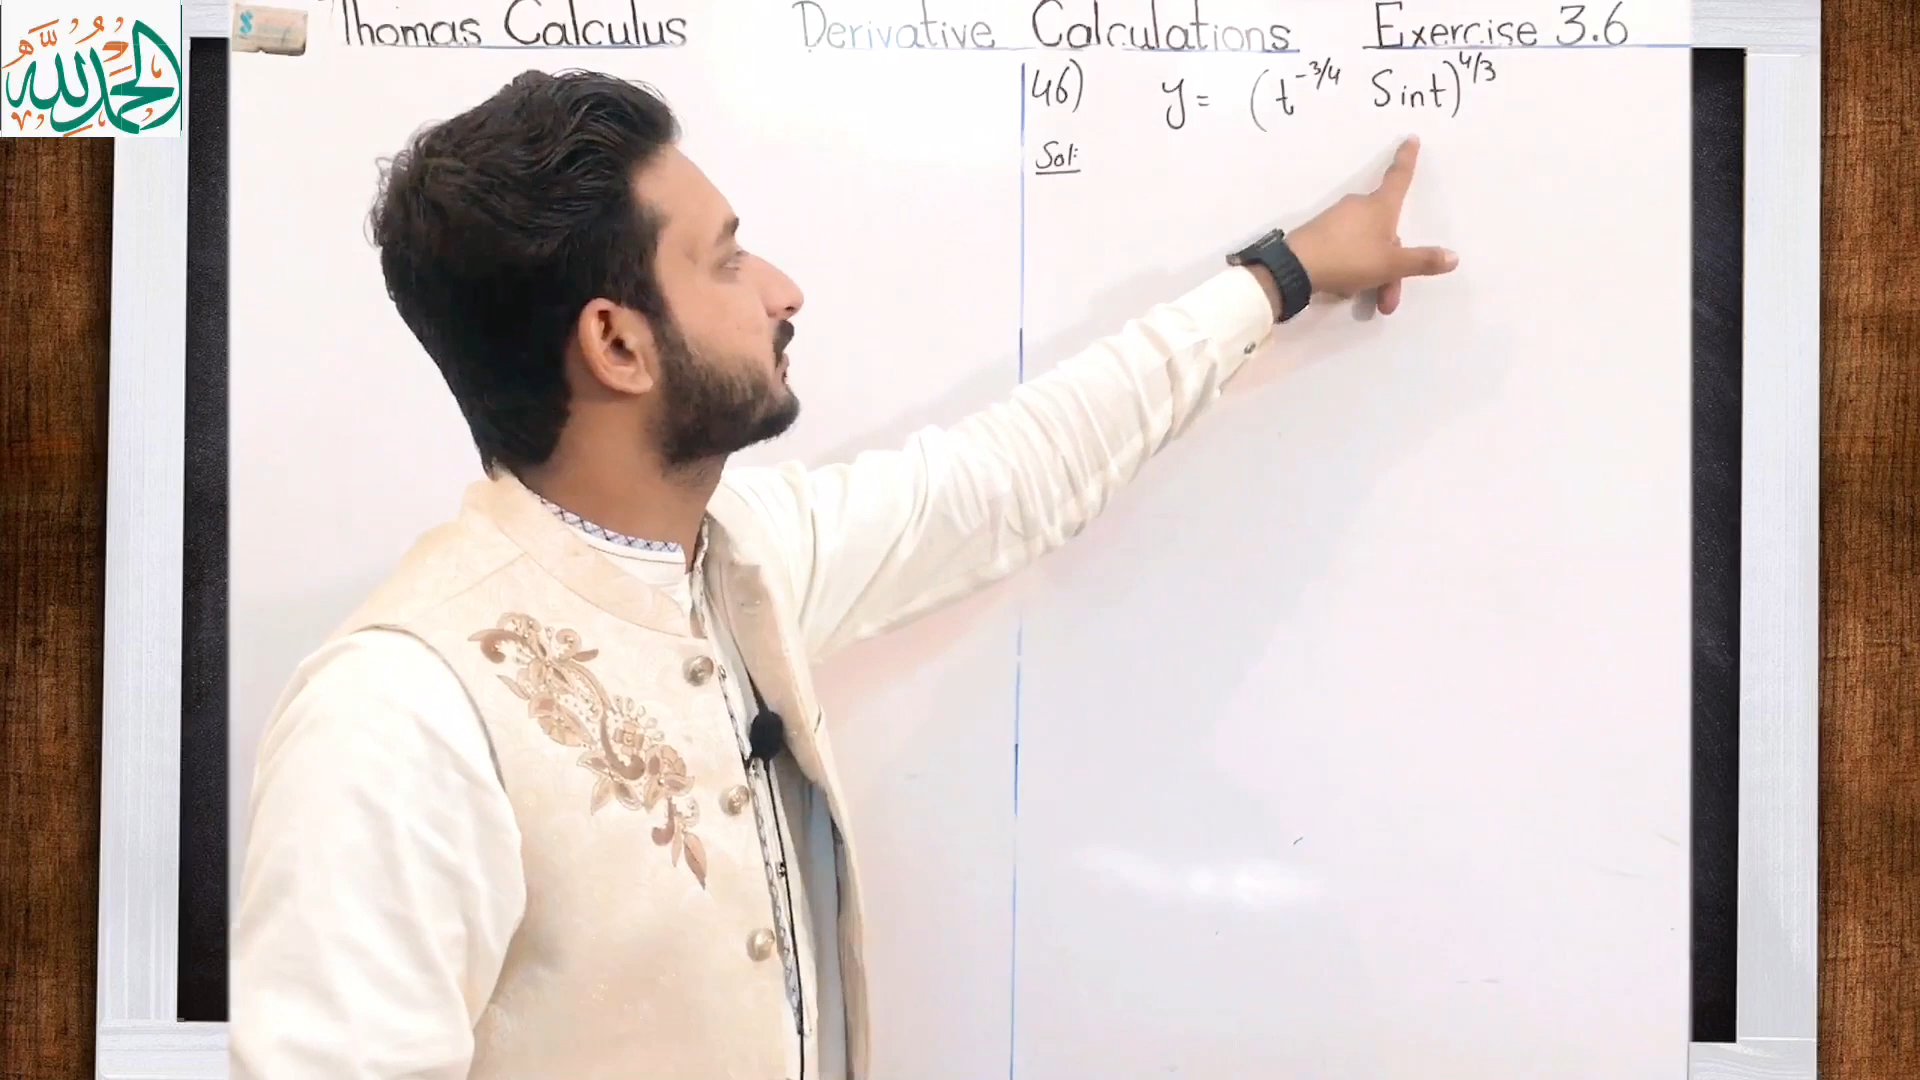 الحمد لله
Thomas Calculus Derivative Calculations Exercise 3.6
46) y = (t^-3/4 Sint)^4/3
Sol: